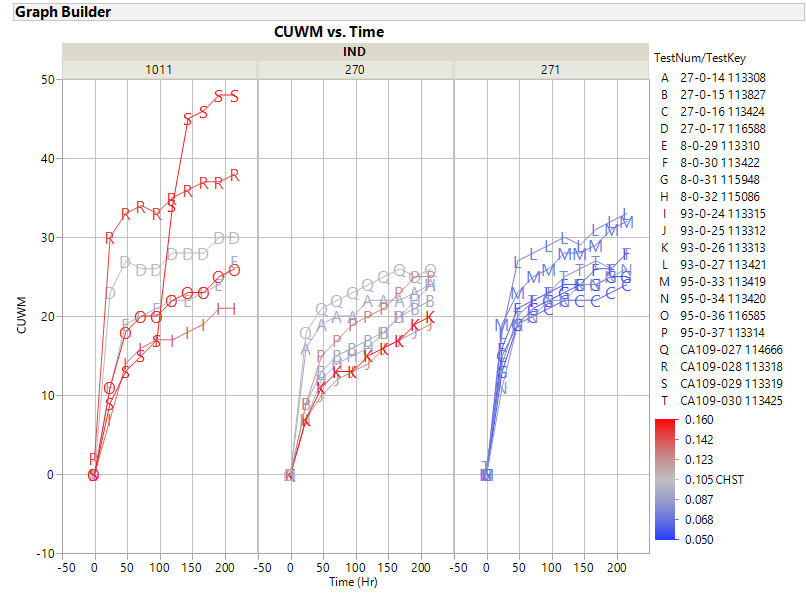 Graph Builder
CUWM vs. Time
IND
1011 270 271
CUWM
50
40
30
20
10
0
-10
-50 0 50 100 150 200 -50 0 50 100 150 200 -50 0 50 100 150 200
Time (Hr)
TestNum/TestKey
A 27-0-14 113308
B 27-0-15 113827
C 27-0-16 113424
D 27-0-17 116588
E 8-0-29 113310
F 8-0-30 113422
G 8-0-31 115948
H 8-0-32 115086
I 93-0-24 113315
J 93-0-25 113312
K 93-0-26 113313
L 93-0-27 113421
M 95-0-33 113419
N 95-0-34 113420
O 95-0-36 116585
P 95-0-37 113314
Q CA109-027 114666
R CA109-028 113318
S CA109-029 113319
T CA109-030 113425
0.160
0.142
0.123
0.105 CHST
0.087
0.068
0.050